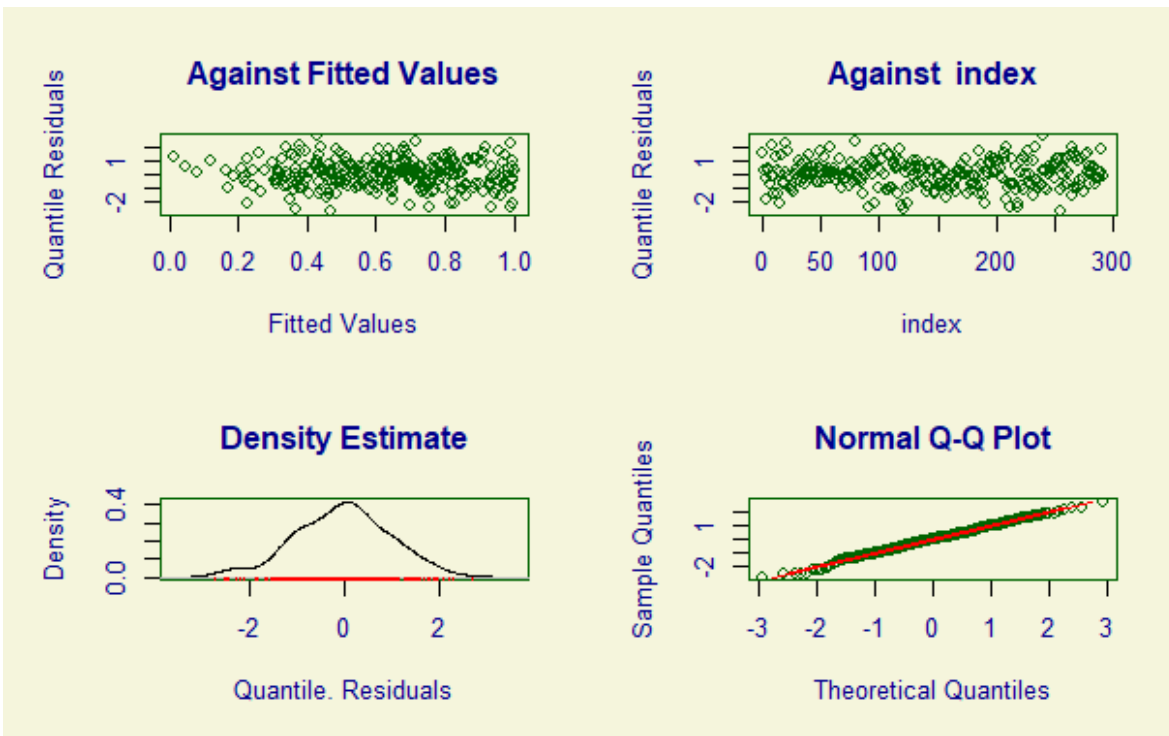 Against Fitted Values
Quantile Residuals
1
-2
0.0 0.2 0.4 0.6 0.8 1.0
Fitted Values
Against index
Quantile Residuals
1
-2
0 50 100 200 300
index
Density Estimate
Density
0.4
0.0
-2 0 2
Quantile. Residuals
Normal Q-Q Plot
Sample Quantiles
1
-2
-3 -2 -1 0 1 2 3
Theoretical Quantiles